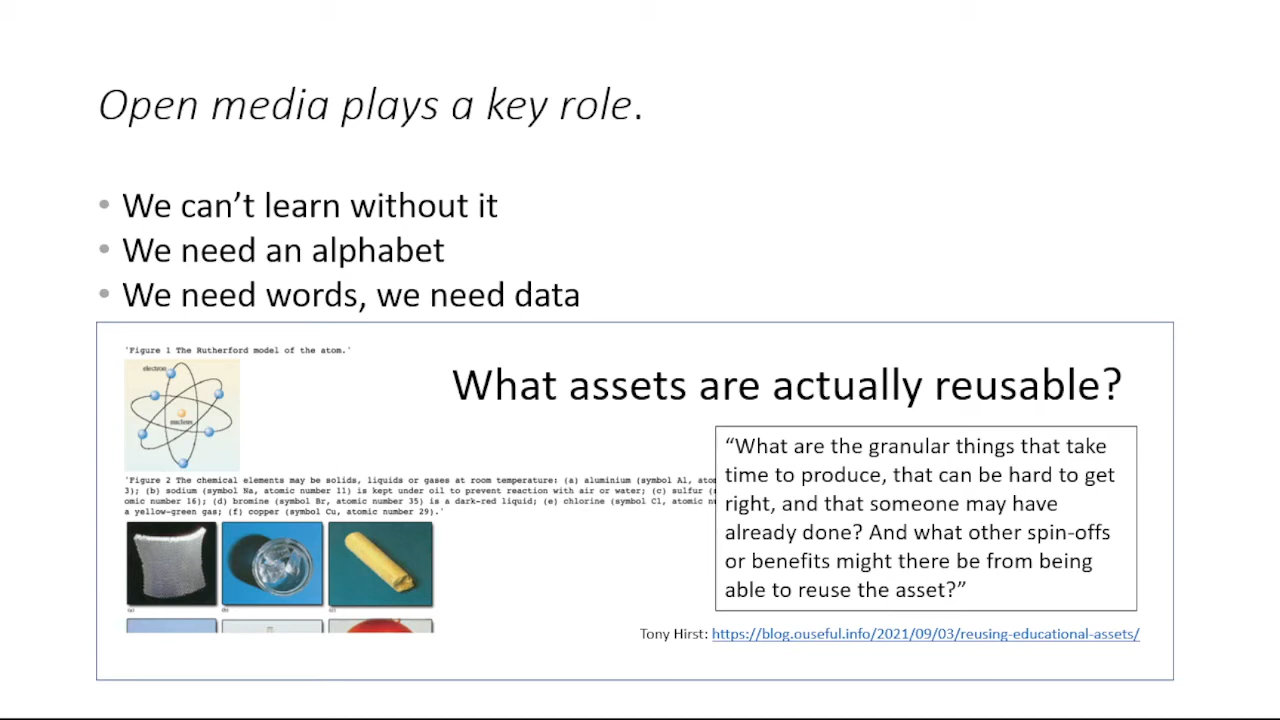 Open media plays a key role.
• We can't learn without it
• We need an alphabet
• We need words, we need data
'Figure 1 The Rutherford model of the atom.'
electron
nucleus
What assets are actually reusable?
'Figure 2 The chemical elements may be solids, liquids or gases at room temperature: (a) aluminium (symbol Al,
3); (b) sodium (symbol Na, atomic number 11) is kept under oil to prevent reaction with air or water; (c) sulfur
omic number 16); (d) bromine (symbol Br, atomic number 35) is a dark-red liquid; (e) chlorine (symbol Cl, atomic
a yellow-green gas; (f) copper (symbol Cu, atomic number 29).'
(a) (b) (c)
“What are the granular things that take
time to produce, that can be hard to get
right, and that someone may have
already done? And what other spin-offs
or benefits might there be from being
able to reuse the asset?”
Tony Hirst: https://blog.ouseful.info/2021/09/03/reusing-educational-assets/